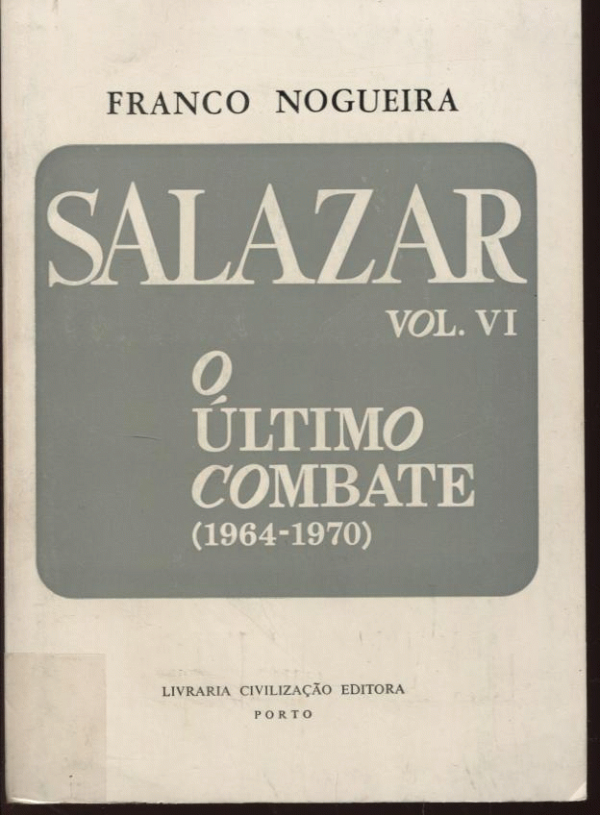 FRANCO NOGUEIRA
SALAZAR
VOL. VI
O
ÚLTIMO
COMBATE
(1964-1970)
LIVRARIA CIVILIZAÇÃO EDITORA
PORTO